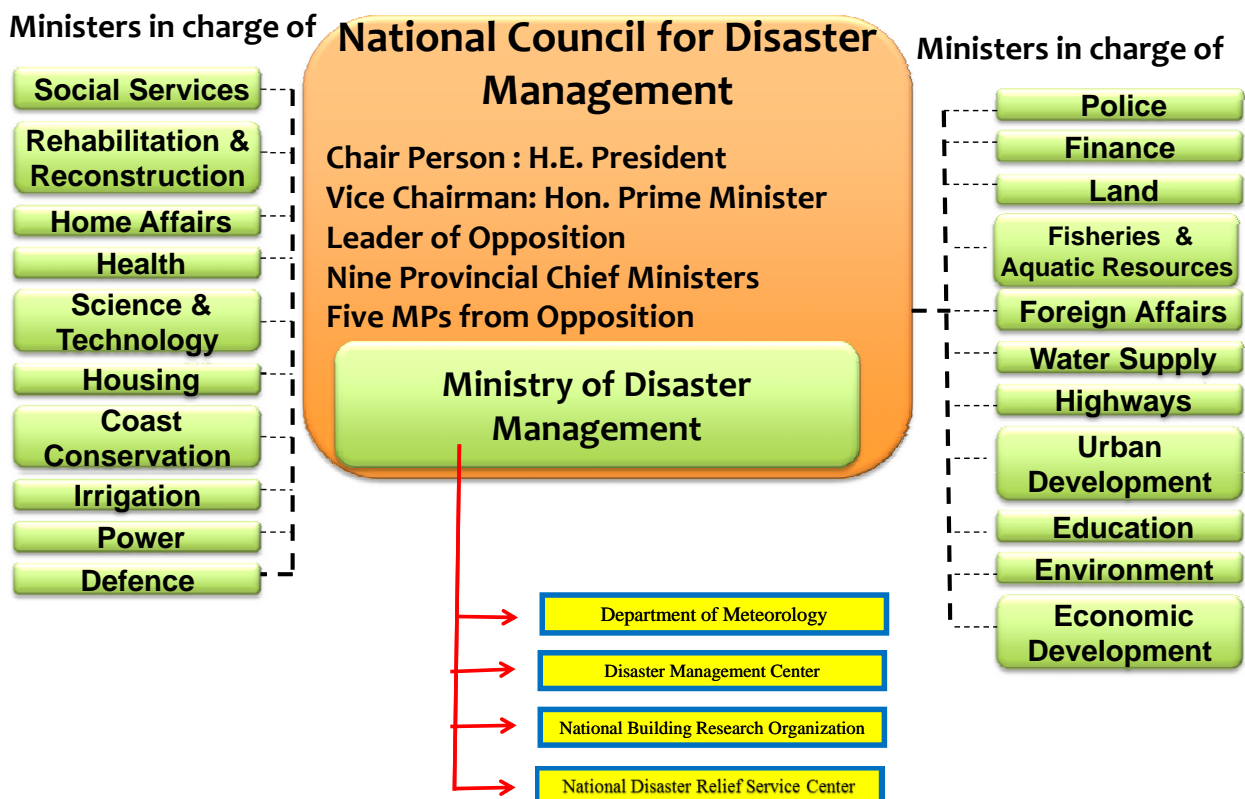 Ministers in charge of
Social Services
Rehabilitation &
Reconstruction
Home Affairs
Health
Science &
Technology
Housing
Coast
Conservation
Irrigation
Power
Defence
National Council for Disaster
Management
Chair Person : H.E. President
Vice Chairman: Hon. Prime Minister
Leader of Opposition
Nine Provincial Chief Ministers
Five MPs from Opposition
Ministry of Disaster
Management
Department of Meteorology
Disaster Management Center
National Building Research Organization
National Disaster Relief Service Center
Ministers in charge of
Police
Finance
Land
Fisheries &
Aquatic Resources
Foreign Affairs
Water Supply
Highways
Urban
Development
Education
Environment
Economic
Development